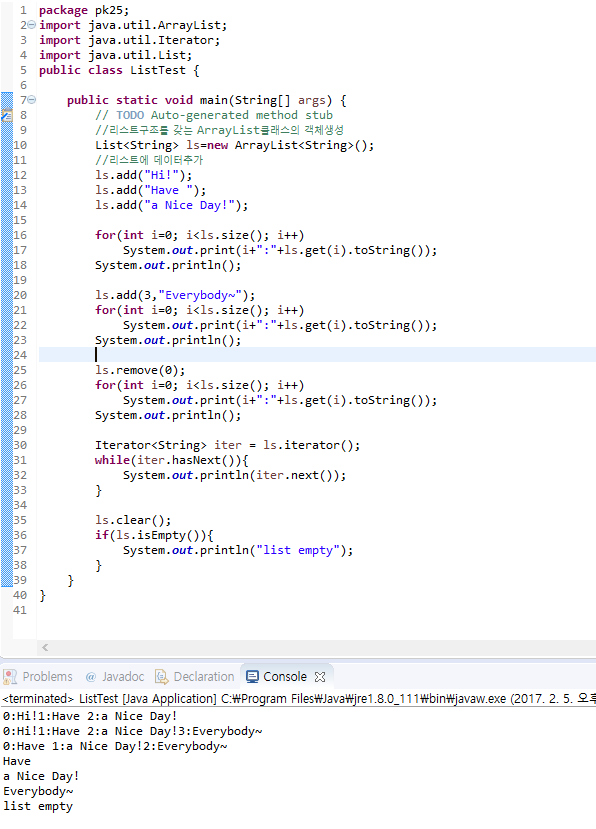 1 package pk25;
2 import java.util.ArrayList;
3 import java.util.Iterator;
4 import java.util.List;
5 public class ListTest {
6
7 public static void main(String[] args) {
8 // TODO Auto-generated method stub
9 //리스트구조를 갖는 ArrayList클래스의 객체생성
10 List<String> ls=new ArrayList<String>();
11 //리스트에 데이터추가
12 ls.add("Hi!");
13 ls.add("Have ");
14 ls.add("a Nice Day!");
15
16 for(int i=0; i<ls.size(); i++)
17 System.out.print(i+":"+ls.get(i).toString());
18 System.out.println();
19
20 ls.add(3,"Everybody~");
21 for(int i=0; i<ls.size(); i++)
22 System.out.print(i+":"+ls.get(i).toString());
23 System.out.println();
24
25 ls.remove(0);
26 for(int i=0; i<ls.size(); i++)
27 System.out.print(i+":"+ls.get(i).toString());
28 System.out.println();
29
30 Iterator<String> iter = ls.iterator();
31 while(iter.hasNext()){
32 System.out.println(iter.next());
33 }
34
35 ls.clear();
36 if(ls.isEmpty()){
37 System.out.println("list empty");
38 }
39 }
40 }
41
Problems @ Javadoc Declaration Console
<terminated> ListTest [Java Application] C:₩Program Files₩Java₩jre1.8.0_111₩bin₩javaw.exe (2017. 2. 5. 오후
0:Hi!1:Have 2:a Nice Day!
0:Hi!1:Have 2:a Nice Day!3:Everybody~
0:Have 1:a Nice Day!2:Everybody~
Have
a Nice Day!
Everybody~
list empty